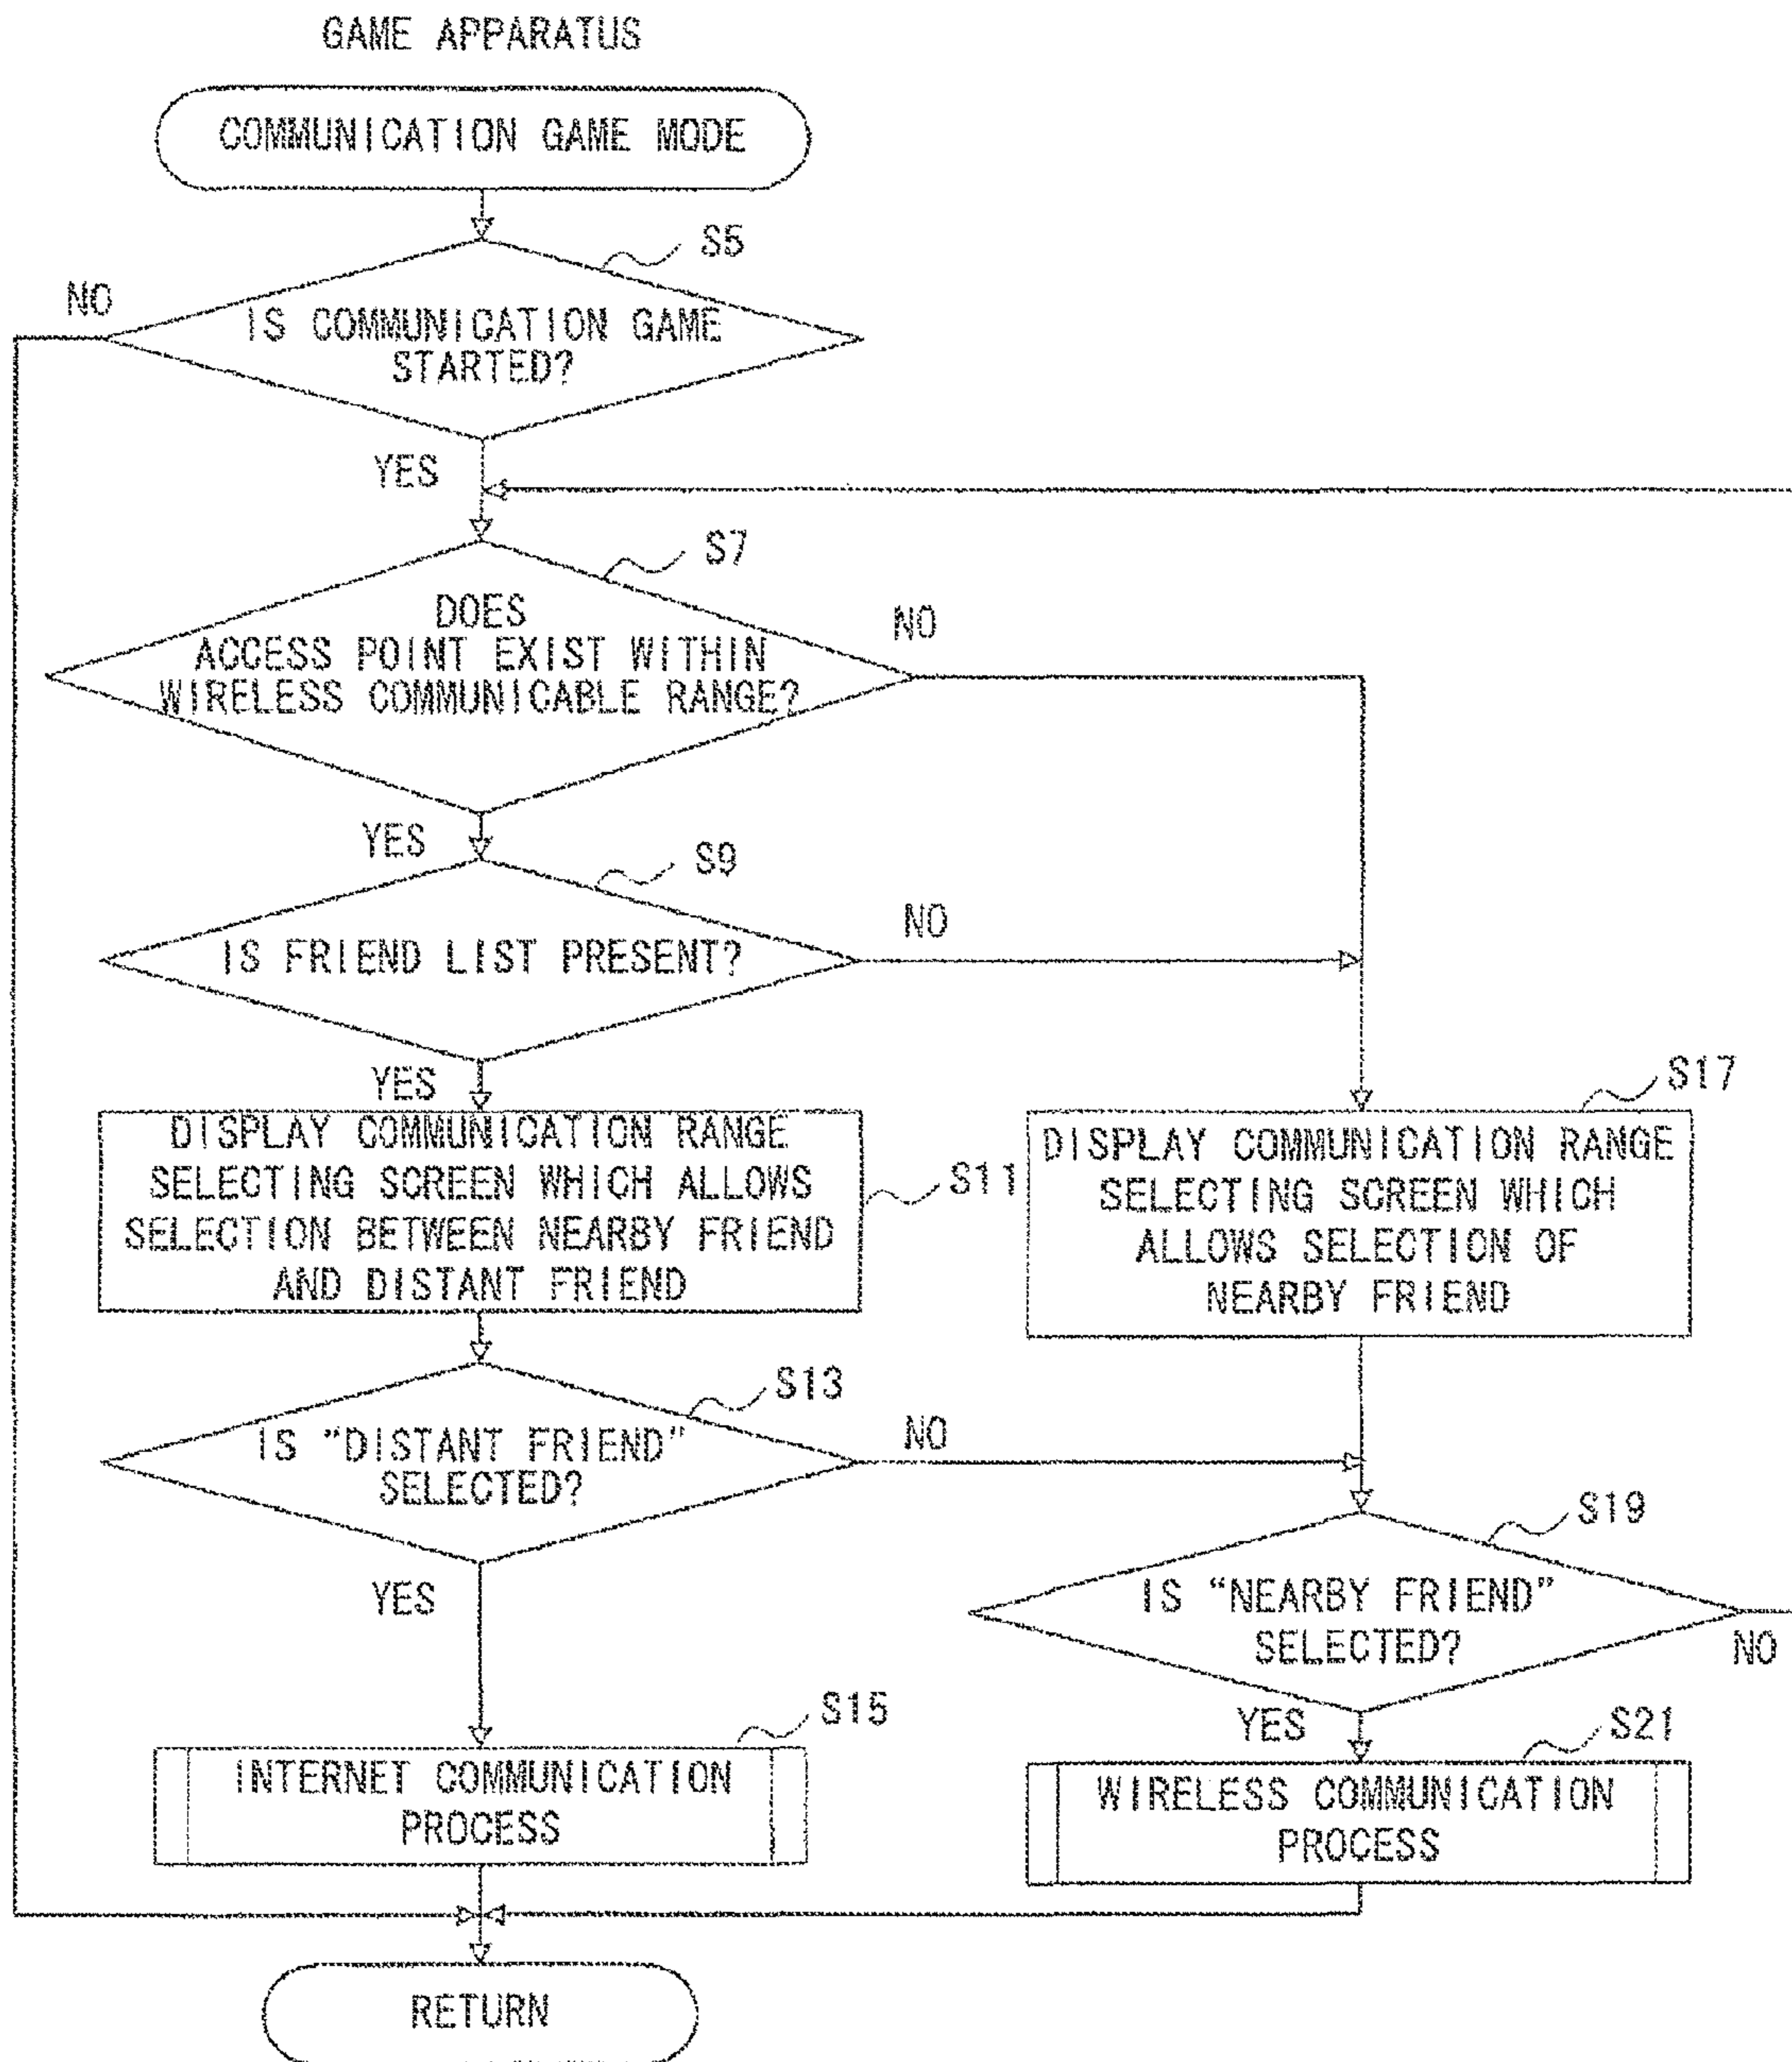 GAME APPARATUS
COMMUNICATION GAME MODE
S5
NO
IS COMMUNICATION GAME
STARTED?
YES
S7
DOES
ACCESS POINT EXIST WITHIN
WIRELESS COMMUNICABLE RANGE?
NO
YES
S9
IS FRIEND LIST PRESENT?
NO
YES
DISPLAY COMMUNICATION RANGE
SELECTING SCREEN WHICH ALLOWS
SELECTION BETWEEN NEARBY FRIEND
AND DISTANT FRIEND
S11
S17
DISPLAY COMMUNICATION RANGE
SELECTING SCREEN WHICH
ALLOWS SELECTION OF
NEARBY FRIEND
S13
IS "DISTANT FRIEND"
SELECTED?
NO
YES
S19
IS "NEARBY FRIEND"
SELECTED?
NO
YES
S15
INTERNET COMMUNICATION
PROCESS
S21
WIRELESS COMMUNICATION
PROCESS
RETURN